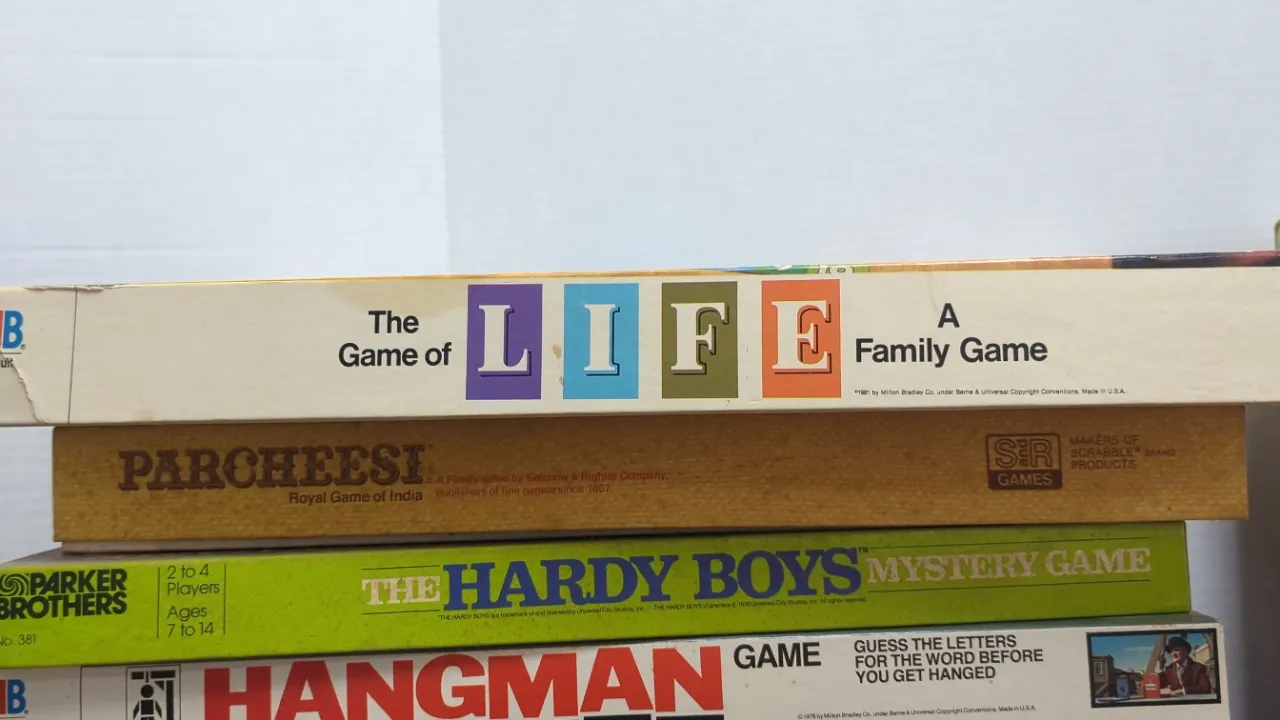 The
Game of
LIFE
A
Family Game
©1981 by Milton Bradley Co. under Berne & Universal Copyright Conventions. Made in U.S.A.
B
PARCHEESI
Royal Game of India
A Family game by Selchow & Righter Company,
publishers of fine games since 1867.
S&R
GAMES
MAKERS OF
SCRABBLE® BRAND
PRODUCTS
PARKER
BROTHERS
No. 381
2 to 4
Players
Ages
7 to 14
THE HARDY BOYS™ MYSTERY GAME
B
HANGMAN GAME
GUESS THE LETTERS
FOR THE WORD BEFORE
YOU GET HANGED
© 1976 by Milton Bradley Co. under Berne & Universal Copyright Conventions. Made in U.S.A.